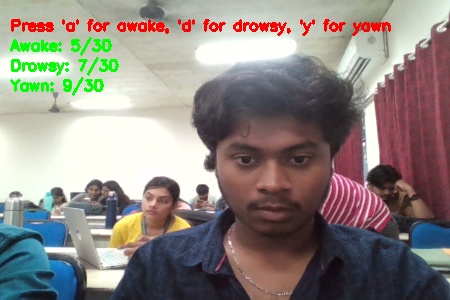 Press 'a' for awake, 'd' for drowsy, 'y' for yawn
Awake: 5/30
Drowsy: 7/30
Yawn: 9/30